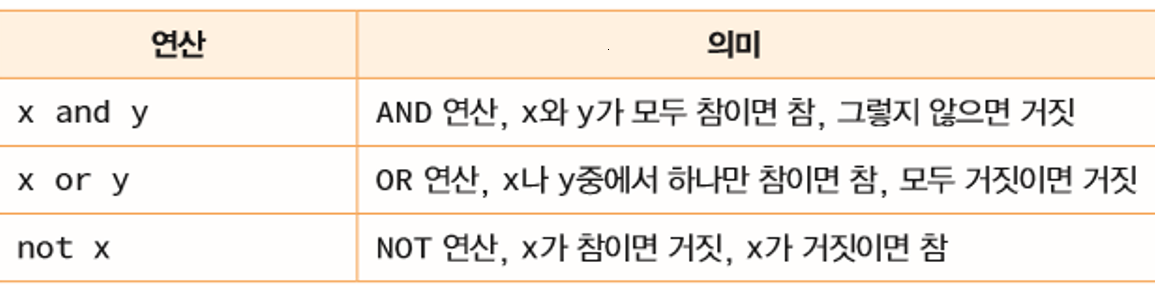 연산 의미
x and y AND 연산, x와 y가 모두 참이면 참, 그렇지 않으면 거짓
x or y OR 연산, x나 y중에서 하나만 참이면 참, 모두 거짓이면 거짓
not x NOT 연산, x가 참이면 거짓, x가 거짓이면 참